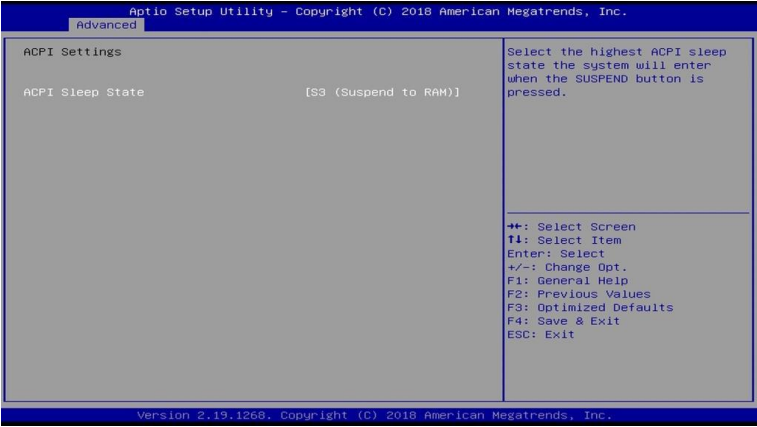 Aptio Setup Utility – Copyright (C) 2018 American Megatrends, Inc.
Advanced
ACPI Settings
ACPI Sleep State [S3 (Suspend to RAM)]
Select the highest ACPI sleep
state the system will enter
when the SUSPEND button is
pressed.
→←: Select Screen
↑↓: Select Item
Enter: Select
+/-: Change Opt.
F1: General Help
F2: Previous Values
F3: Optimized Defaults
F4: Save & Exit
ESC: Exit
Version 2.19.1268. Copyright (C) 2018 American Megatrends, Inc.